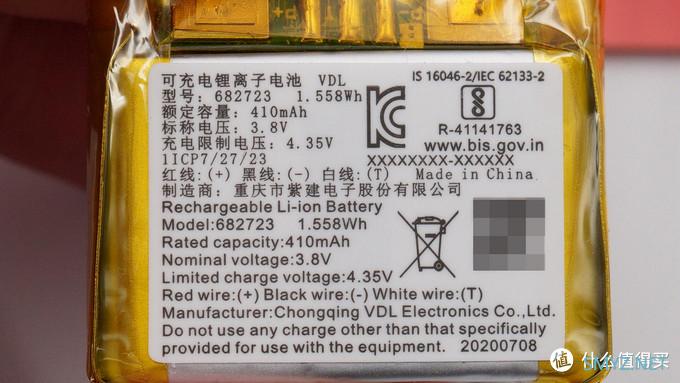 可充电锂离子电池 VDL
型号: 682723 1.558Wh
额定容量: 410mAh
标称电压: 3.8V
充电限制电压: 4.35V
1ICP7/27/23
红线:(+) 黑线:(-) 白线:(T) Made in China
制造商: 重庆市紫建电子股份有限公司
IS 16046-2/IEC 62133-2
R-41141763
www.bis.gov.in
XXXXXXXX-XXXXXX
Rechargeable Li-ion Battery
Model:682723 1.558Wh
Rated capacity:410mAh
Nominal voltage:3.8V
Limited charge voltage:4.35V
Red wire:(+) Black wire:(-) White wire:(T)
Manufacturer:Chongqing VDL Electronics Co.,Ltd.
Do not use any charge other than that specifically
provided for use with the equipment. 20200708
值 什么值得买